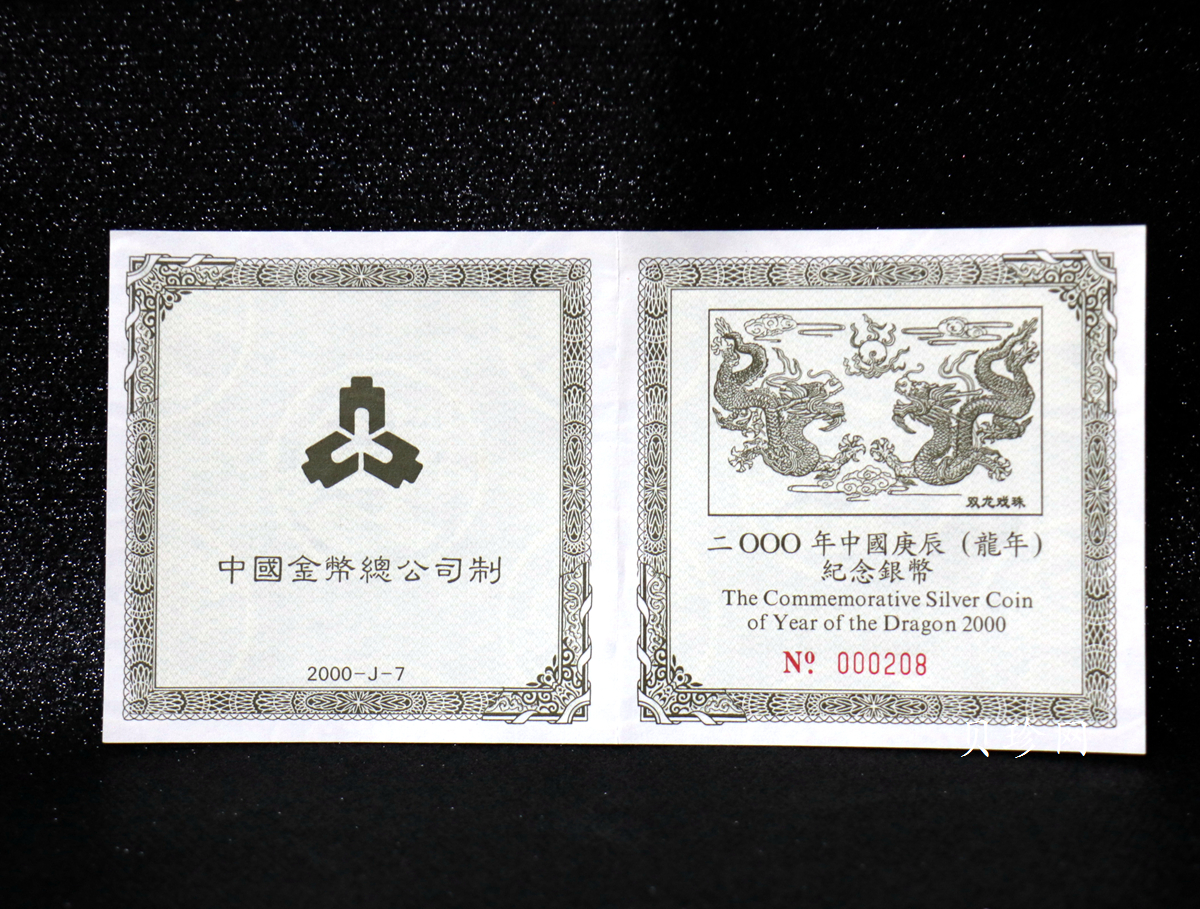 中國金幣總公司制
2000-J-7
双龙戏珠
二OOO年中國庚辰(龍年)
紀念銀幣
The Commemorative Silver Coin
of Year of the Dragon 2000
Nº 000208
贝珍网